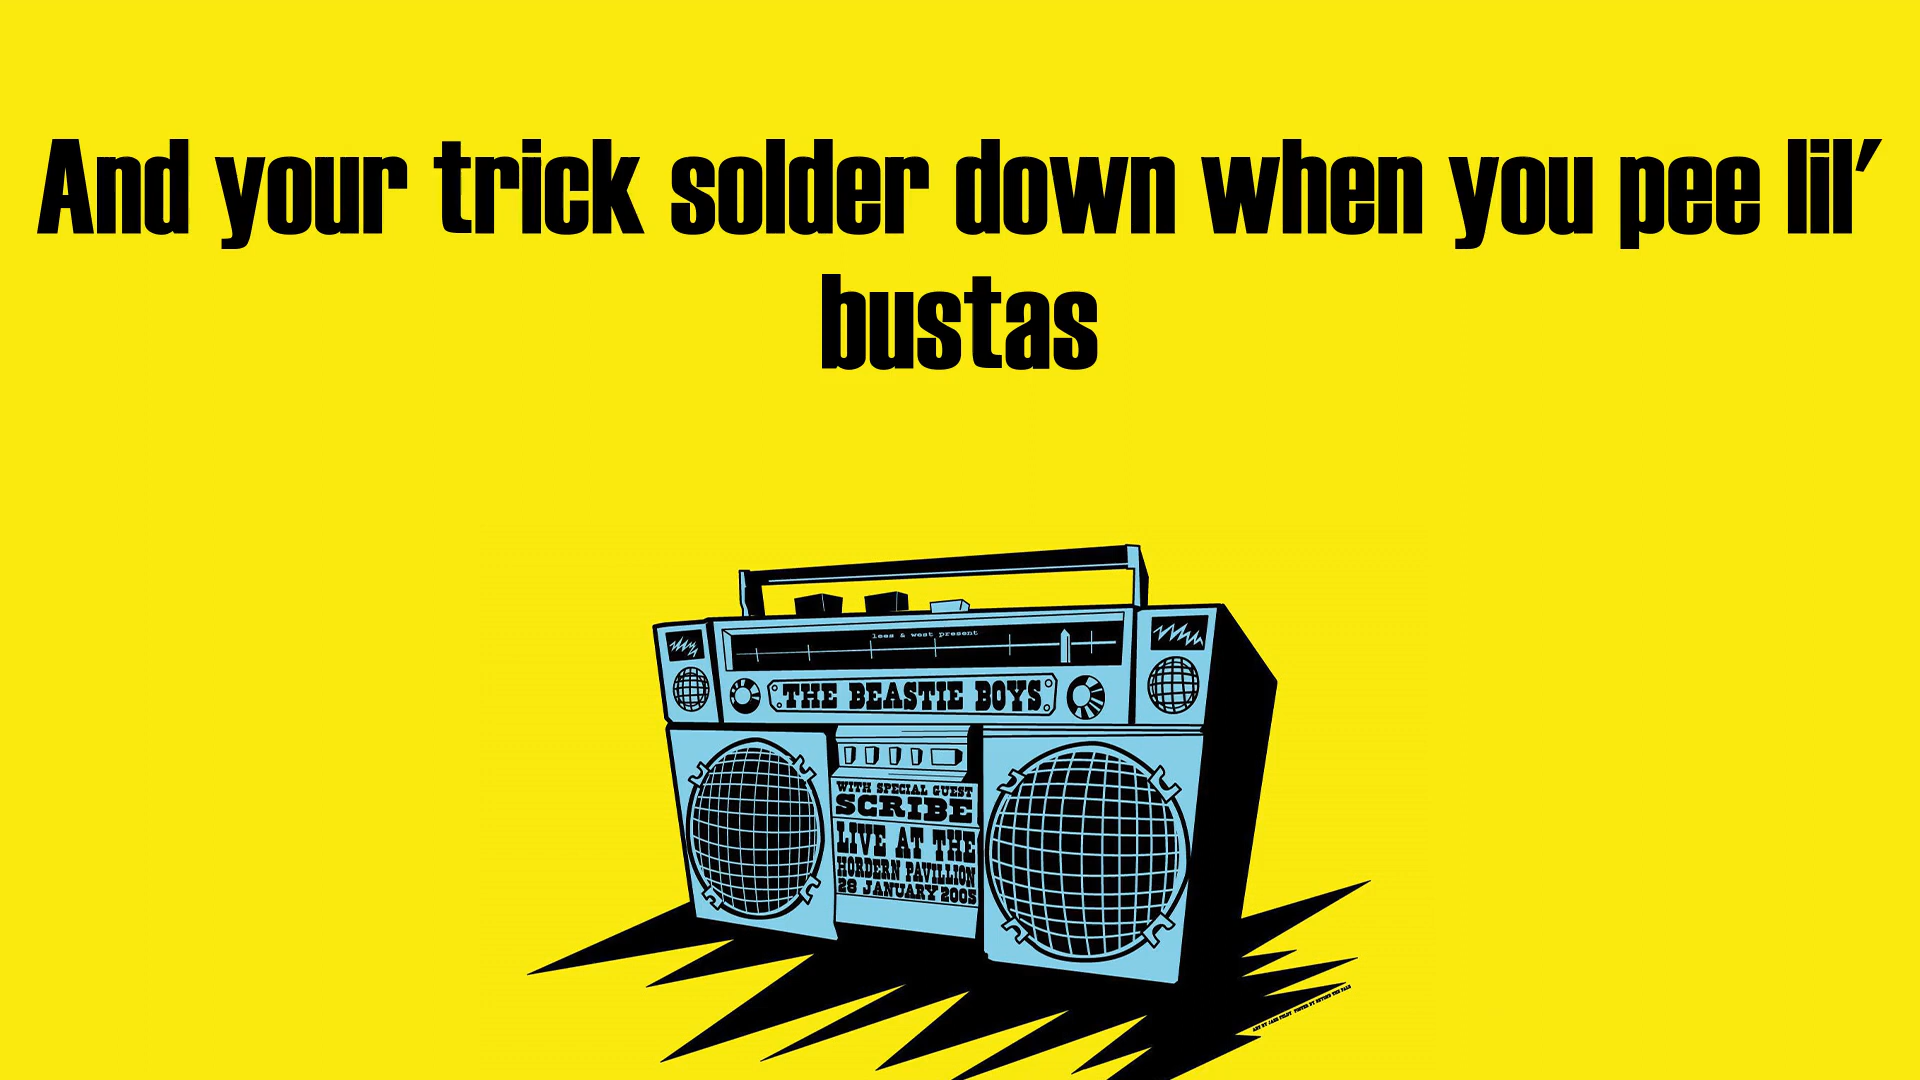 And your trick solder down when you pee lil'
bustas
lees & west present
THE BEASTIE BOYS
WITH SPECIAL GUEST
SCRIBE
LIVE AT THE
HORDERN PAVILLION
28 JANUARY 2005